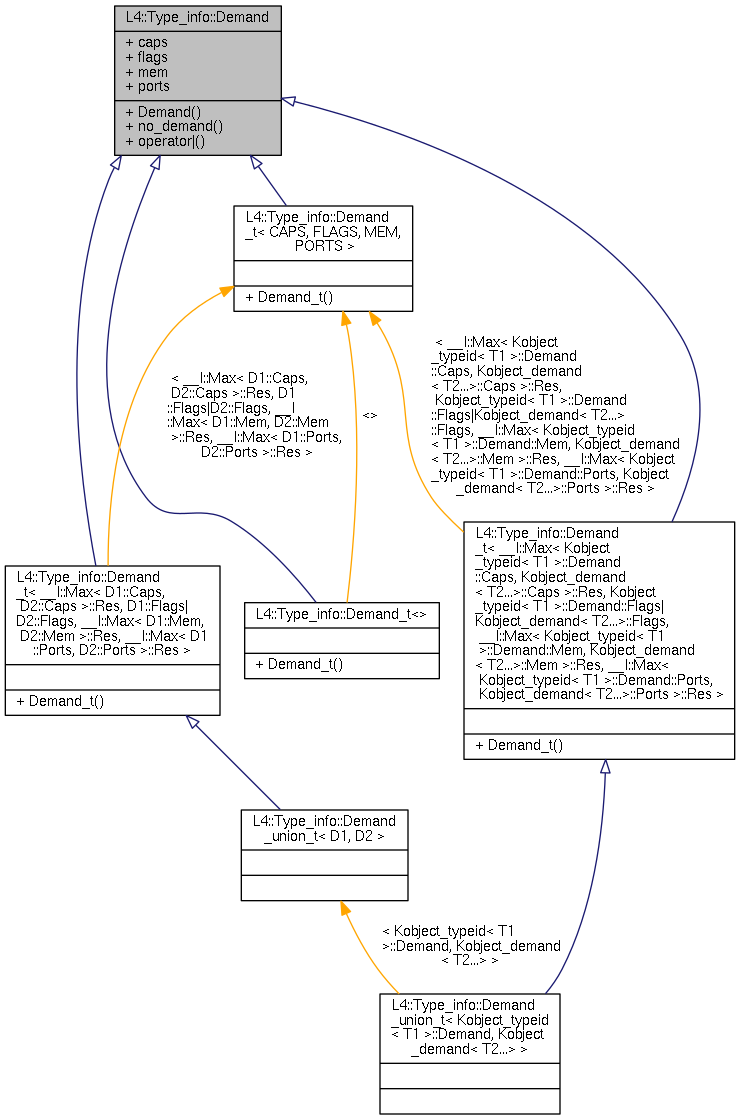 L4::Type_info::Demand
+ caps
+ flags
+ mem
+ ports
+ Demand()
+ no_demand()
+ operator|()
L4::Type_info::Demand
_t< CAPS, FLAGS, MEM,
PORTS >
+ Demand_t()
< __I::Max< Kobject
_typeid< T1 >::Demand
::Caps, Kobject_demand
< T2...>::Caps >::Res,
Kobject_typeid< T1 >::Demand
::Flags|Kobject_demand< T2...>
::Flags, __I::Max< Kobject_typeid
< T1 >::Demand::Mem, Kobject_demand
< T2...>::Mem >::Res, __I::Max< Kobject
_typeid< T1 >::Demand::Ports, Kobject
_demand< T2...>::Ports >::Res >
< __I::Max< D1::Caps,
D2::Caps >::Res, D1
::Flags|D2::Flags, __I
::Max< D1::Mem, D2::Mem
>::Res, __I::Max< D1::Ports,
D2::Ports >::Res >
<>
L4::Type_info::Demand
_t< __I::Max< D1::Caps,
D2::Caps >::Res, D1::Flags|
D2::Flags, __I::Max< D1::Mem,
D2::Mem >::Res, __I::Max< D1
::Ports, D2::Ports >::Res >
+ Demand_t()
L4::Type_info::Demand_t<>
+ Demand_t()
L4::Type_info::Demand
_t< __I::Max< Kobject
_typeid< T1 >::Demand
::Caps, Kobject_demand
< T2...>::Caps >::Res, Kobject
_typeid< T1 >::Demand::Flags|
Kobject_demand< T2...>::Flags,
__I::Max< Kobject_typeid< T1
>::Demand::Mem, Kobject_demand
< T2...>::Mem >::Res, __I::Max<
Kobject_typeid< T1 >::Demand::Ports,
Kobject_demand< T2...>::Ports >::Res >
+ Demand_t()
L4::Type_info::Demand
_union_t< D1, D2 >
< Kobject_typeid< T1
>::Demand, Kobject_demand
< T2...> >
L4::Type_info::Demand
_union_t< Kobject_typeid
< T1 >::Demand, Kobject
_demand< T2...> >